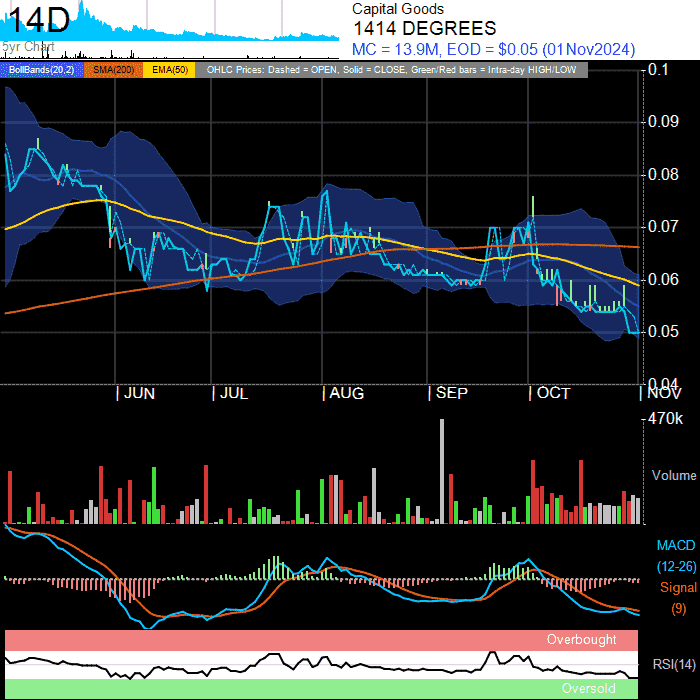 14D
5yr Chart
Capital Goods
1414 DEGREES
MC = 13.9M, EOD = $0.05 (01Nov2024)
BollBands(20,2) SMA(200) EMA(50) OHLC Prices: Dashed = OPEN, Solid = CLOSE, Green/Red bars = Intra-day HIGH/LOW
0.1
0.09
0.08
0.07
0.06
0.05
0.04
JUN JUL AUG SEP OCT NOV
470k
Volume
MACD
(12-26)
Signal
(9)
Overbought
RSI(14)
Oversold